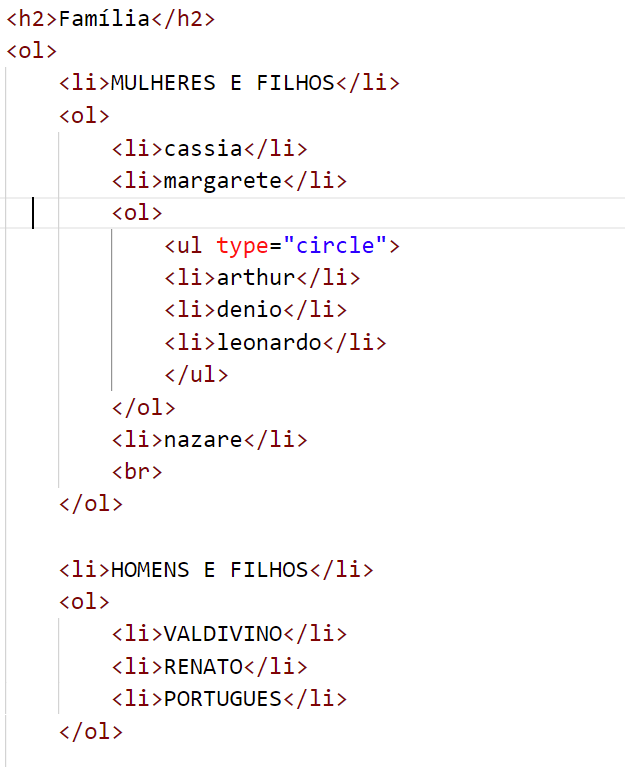 <h2>Família</h2>
<ol>
    <li>MULHERES E FILHOS</li>
    <ol>
        <li>cassia</li>
        <li>margarete</li>
        <ol>
            <ul type="circle">
            <li>arthur</li>
            <li>denio</li>
            <li>leonardo</li>
            </ul>
        </ol>
        <li>nazare</li>
        <br>
    </ol>

    <li>HOMENS E FILHOS</li>
    <ol>
        <li>VALDIVINO</li>
        <li>RENATO</li>
        <li>PORTUGUES</li>
    </ol>